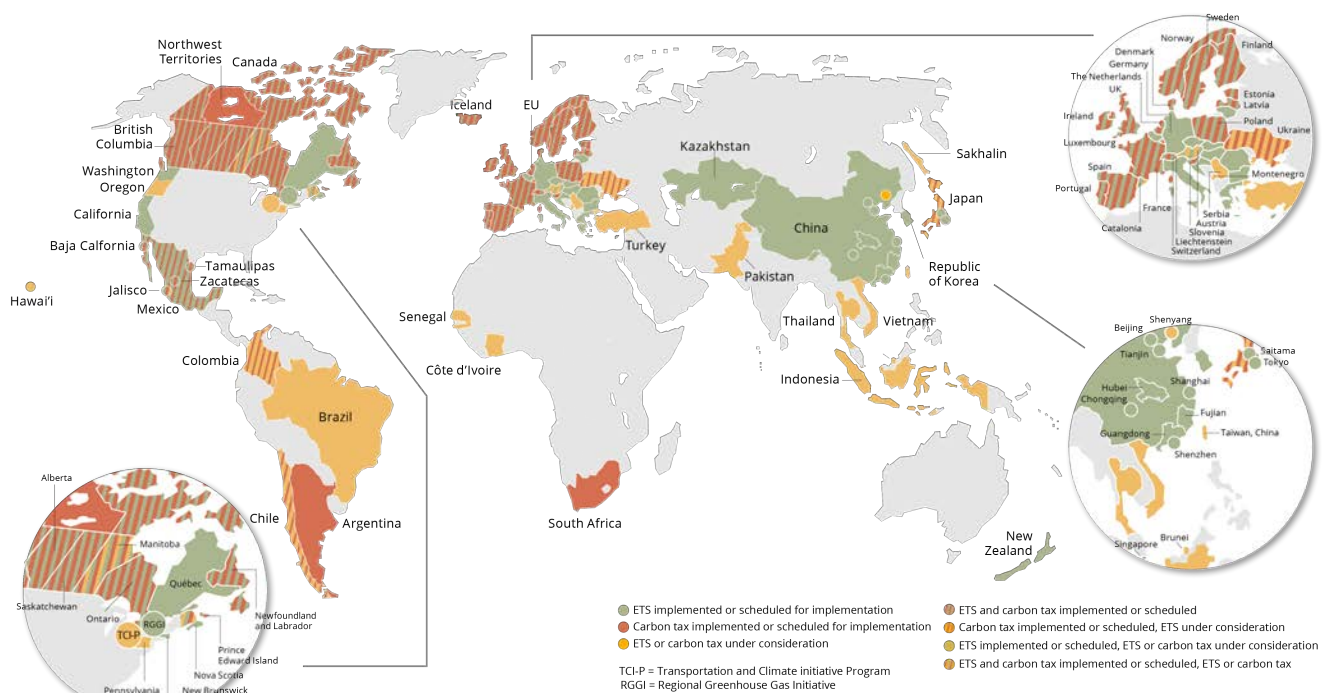 Northwest
Territories
Canada
British
Columbia
Washington
Oregon
California
Baja Calfornia
Hawai'i
Jalisco
Mexico
Tamaulipas
Zacatecas
Colombia
Brazil
Chile
Argentina
Iceland
EU
Kazakhstan
Sakhalin
Japan
China
Turkey
Pakistan
Republic
of Korea
Senegal
Côte d'Ivoire
Thailand
Vietnam
Indonesia
South Africa
New
Zealand
Sweden
Norway
Finland
Denmark
Germany
The Netherlands
UK
Estonia
Latvia
Ireland
Poland
Ukraine
Luxembourg
Spain
Montenegro
Portugal
France
Catalonia
Serbia
Austria
Slovenia
Liechtenstein
Switzerland
Shenyang
Beijing
Tianjin
Saitama
Tokyo
Hubei
Shanghai
Chongqing
Fujian
Guangdong
Taiwan, China
Shenzhen
Singapore
Brunei
Alberta
Manitoba
Québec
Saskatchewan
Ontario
Newfoundland
and Labrador
TCI-P
RGGI
Prince
Edward Island
Nova Scotia
Pennsylvania
New Brunswick
ETS implemented or scheduled for implementation
Carbon tax implemented or scheduled for implementation
ETS or carbon tax under consideration
ETS and carbon tax implemented or scheduled
Carbon tax implemented or scheduled, ETS under consideration
ETS implemented or scheduled, ETS or carbon tax under consideration
ETS and carbon tax implemented or scheduled, ETS or carbon tax
TCI-P = Transportation and Climate initiative Program
RGGI = Regional Greenhouse Gas Initiative